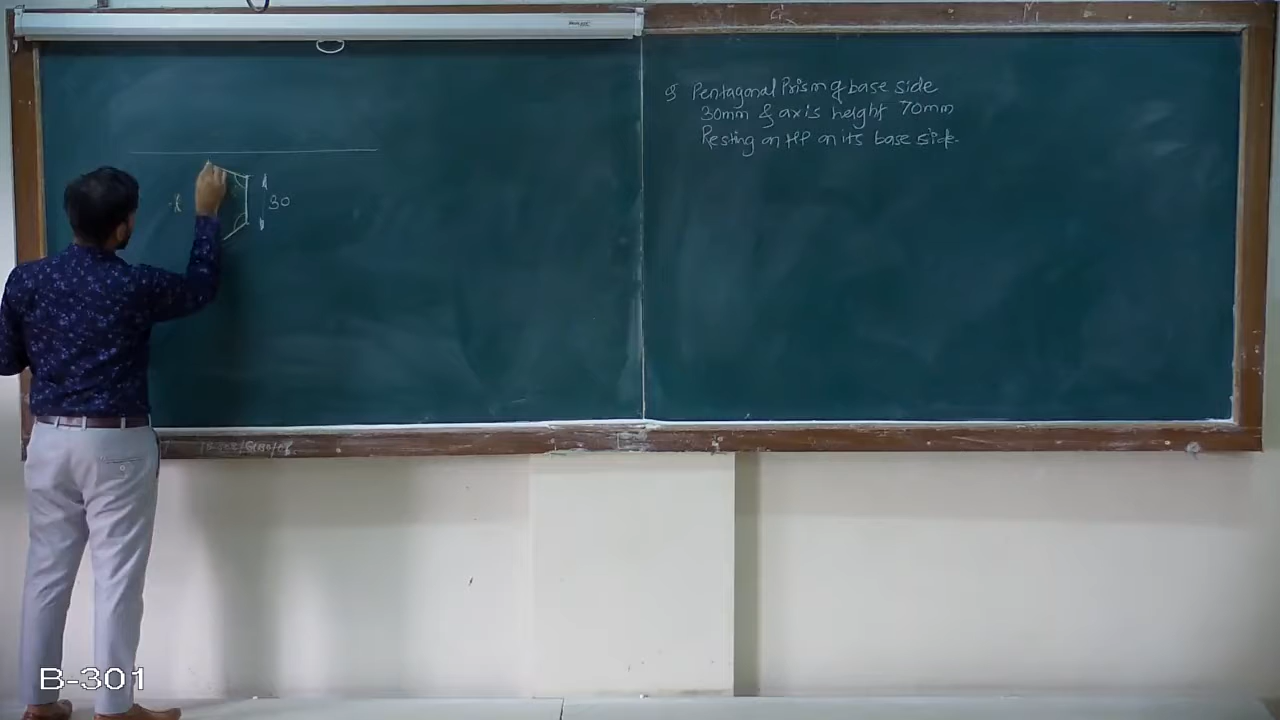 Pentagonal Prism of base side
30mm & axis height 70mm
Resting on HP on its base side.
30
B-301